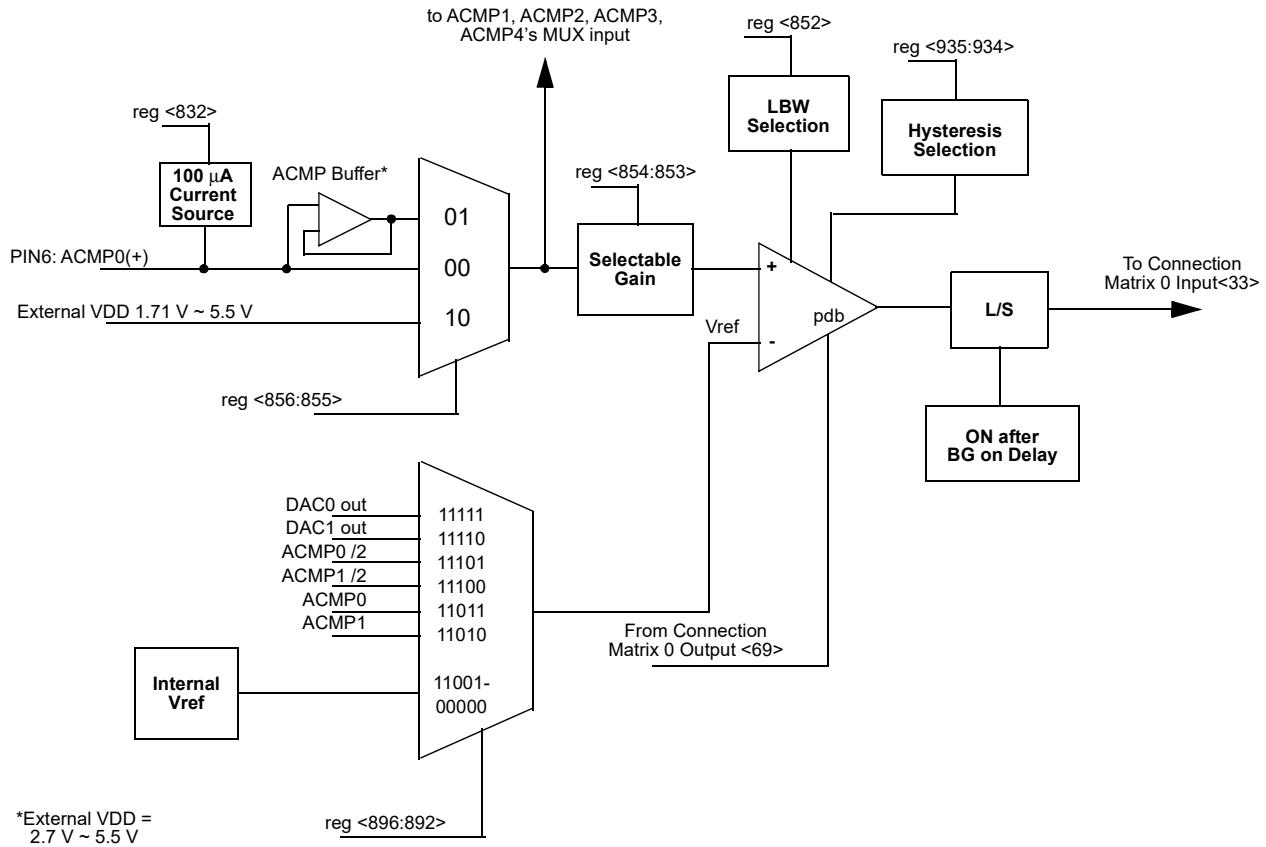 to ACMP1, ACMP2, ACMP3,
ACMP4's MUX input
reg <852>
reg <935:934>
reg <832>
LBW
Selection
Hysteresis
Selection
100 μA
Current
Source
ACMP Buffer*
reg <854:853>
01
00
10
PIN6: ACMP0(+)
External VDD 1.71 V ~ 5.5 V
Selectable
Gain
+
-
pdb
Vref
L/S
To Connection
Matrix 0 Input<33>
reg <856:855>
ON after
BG on Delay
DAC0 out
DAC1 out
ACMP0 /2
ACMP1 /2
ACMP0
ACMP1
11111
11110
11101
11100
11011
11010
11001-
00000
From Connection
Matrix 0 Output <69>
Internal
Vref
reg <896:892>
*External VDD =
2.7 V ~ 5.5 V